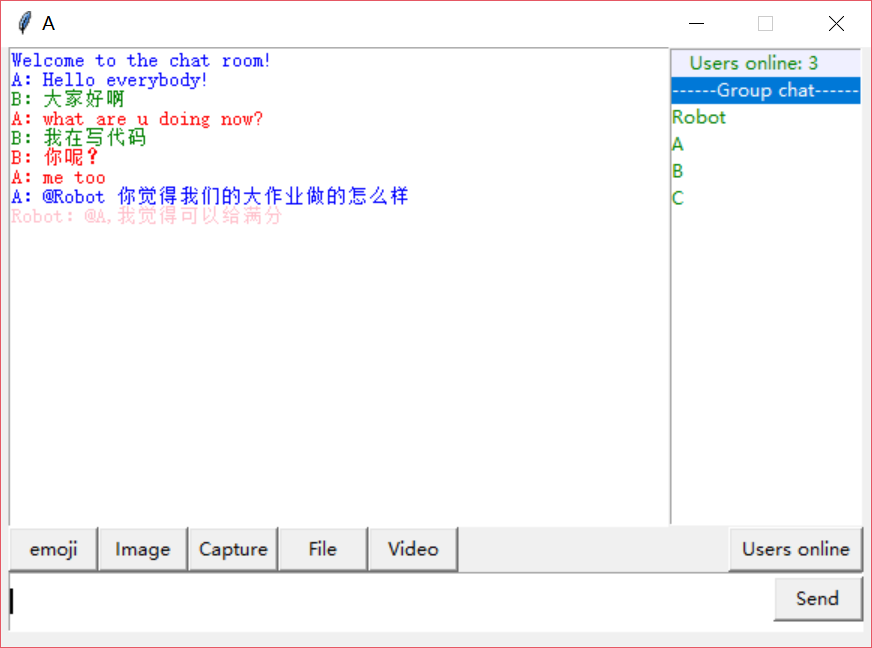 A
Welcome to the chat room!
A: Hello everybody!
B: 大家好啊
A: what are u doing now?
B: 我在写代码
B: 你呢？
A: me too
A: @Robot 你觉得我们的大作业做的怎么样
Robot: @A,我觉得可以给满分
Users online: 3
------Group chat------
Robot
A
B
C
emoji Image Capture File Video Users online
Send